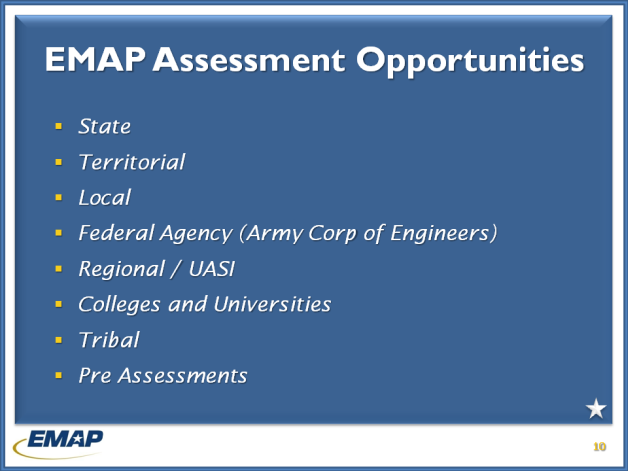 EMAP Assessment Opportunities
▪ State
▪ Territorial
▪ Local
▪ Federal Agency (Army Corp of Engineers)
▪ Regional / UASI
▪ Colleges and Universities
▪ Tribal
▪ Pre Assessments
EMAP
10